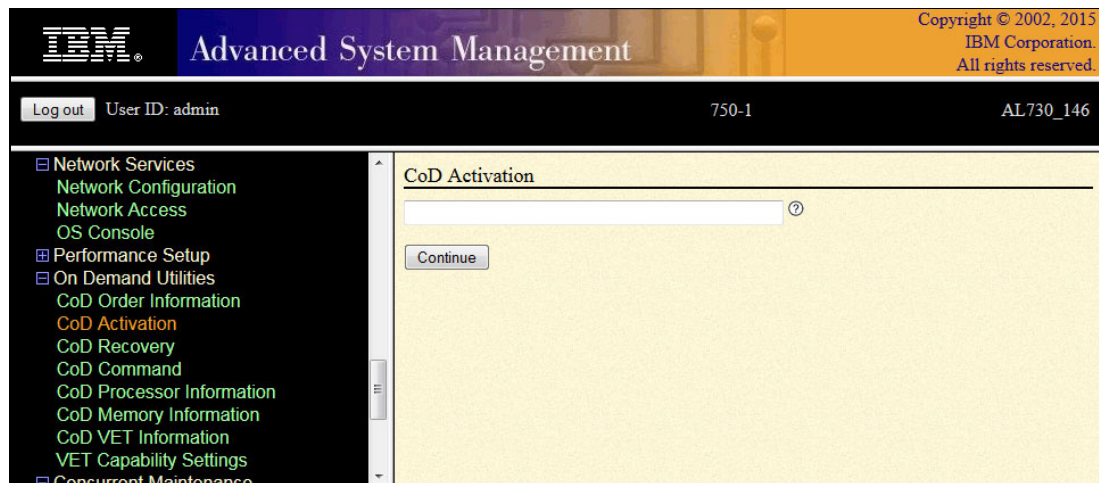 IBM®
Advanced System Management
Copyright © 2002, 2015
IBM Corporation.
All rights reserved.
Log out User ID: admin 750-1 AL730_146
Network Services
Network Configuration
Network Access
OS Console
Performance Setup
On Demand Utilities
CoD Order Information
CoD Activation
CoD Recovery
CoD Command
CoD Processor Information
CoD Memory Information
CoD VET Information
VET Capability Settings
Concurrent Maintenance
CoD Activation
?
Continue